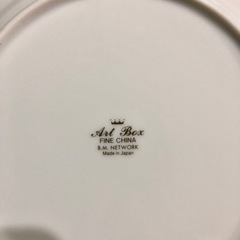 Art Box
FINE CHINA
B.M. NETWORK
Made in Japan